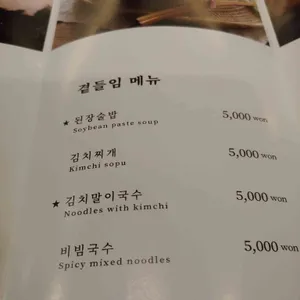 곁들임 메뉴
★ 된장술밥 5,000 won
Soybean paste soup
김치찌개 5,000 won
Kimchi sopu
★ 김치말이국수 5,000 won
Noodles with kimchi
비빔국수 5,000 won
Spicy mixed noodles